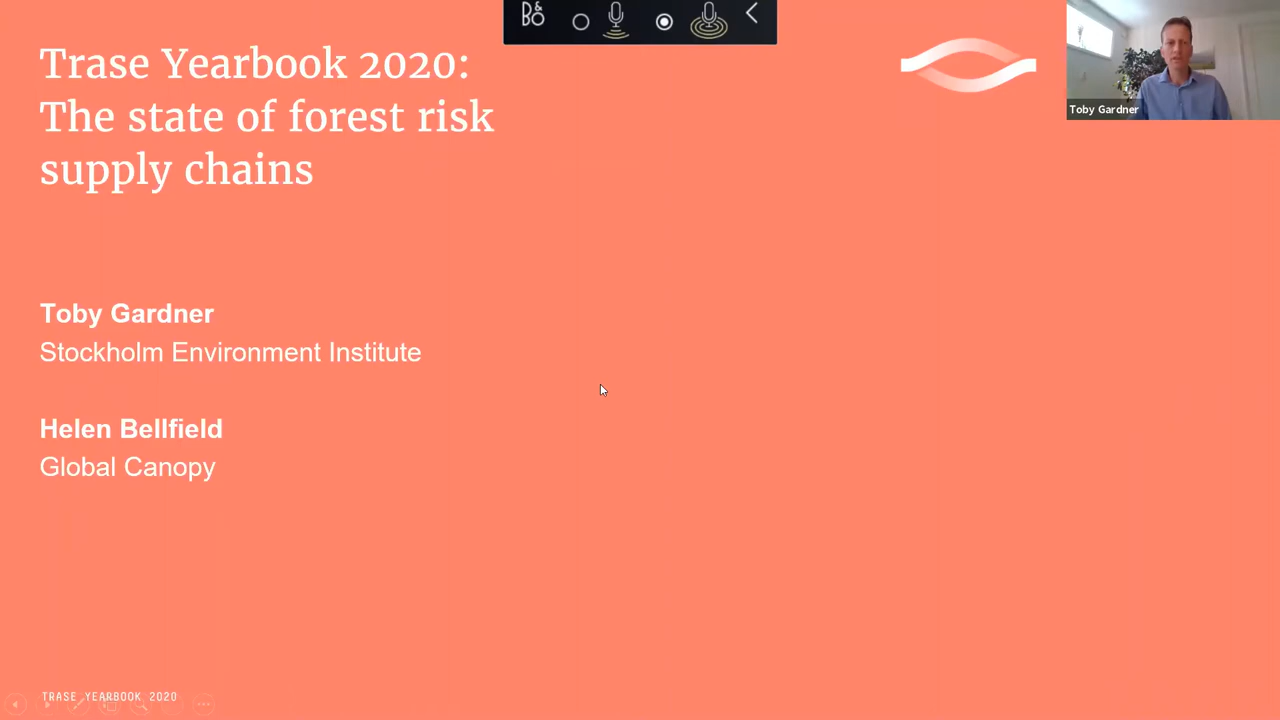 B&O
Trase Yearbook 2020:
The state of forest risk
supply chains
Toby Gardner
Toby Gardner
Stockholm Environment Institute
Helen Bellfield
Global Canopy
TRASE YEARBOOK 2020